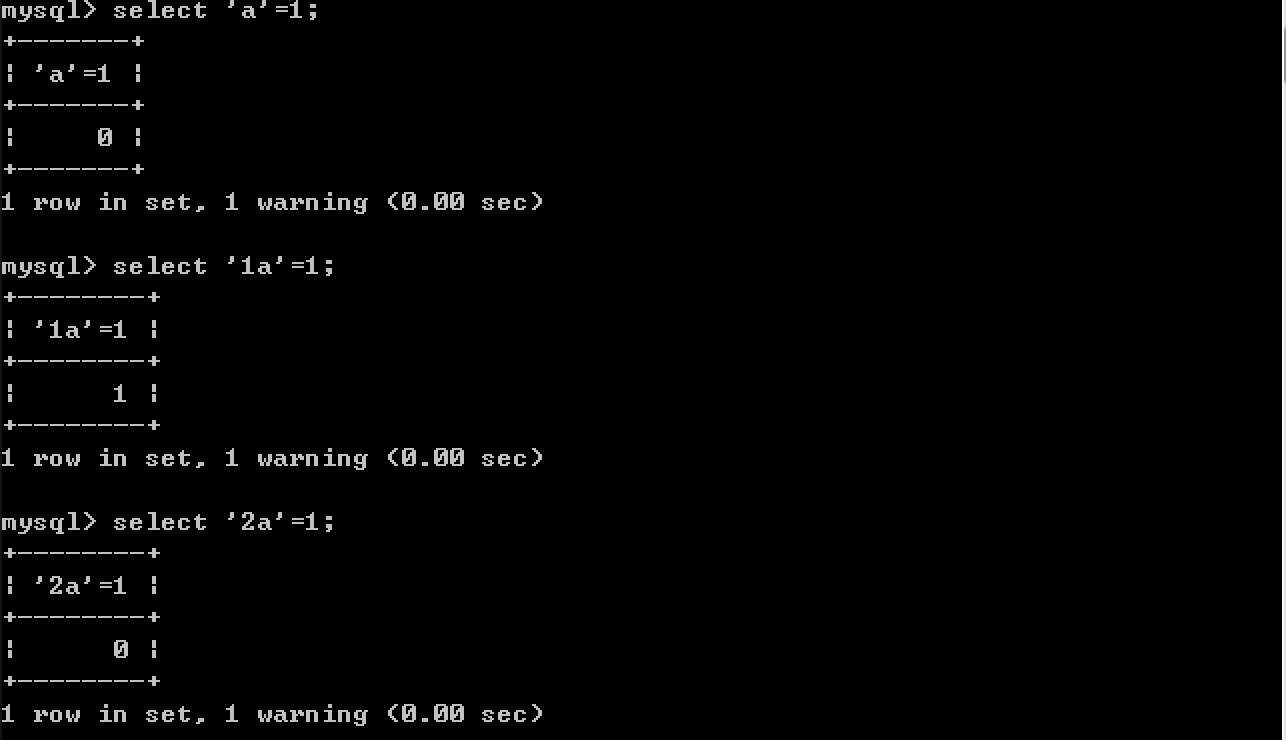 mysql> select 'a'=1;
+-------+
| 'a'=1 |
+-------+
|     0 |
+-------+
1 row in set, 1 warning (0.00 sec)

mysql> select '1a'=1;
+--------+
| '1a'=1 |
+--------+
|      1 |
+--------+
1 row in set, 1 warning (0.00 sec)

mysql> select '2a'=1;
+--------+
| '2a'=1 |
+--------+
|      0 |
+--------+
1 row in set, 1 warning (0.00 sec)